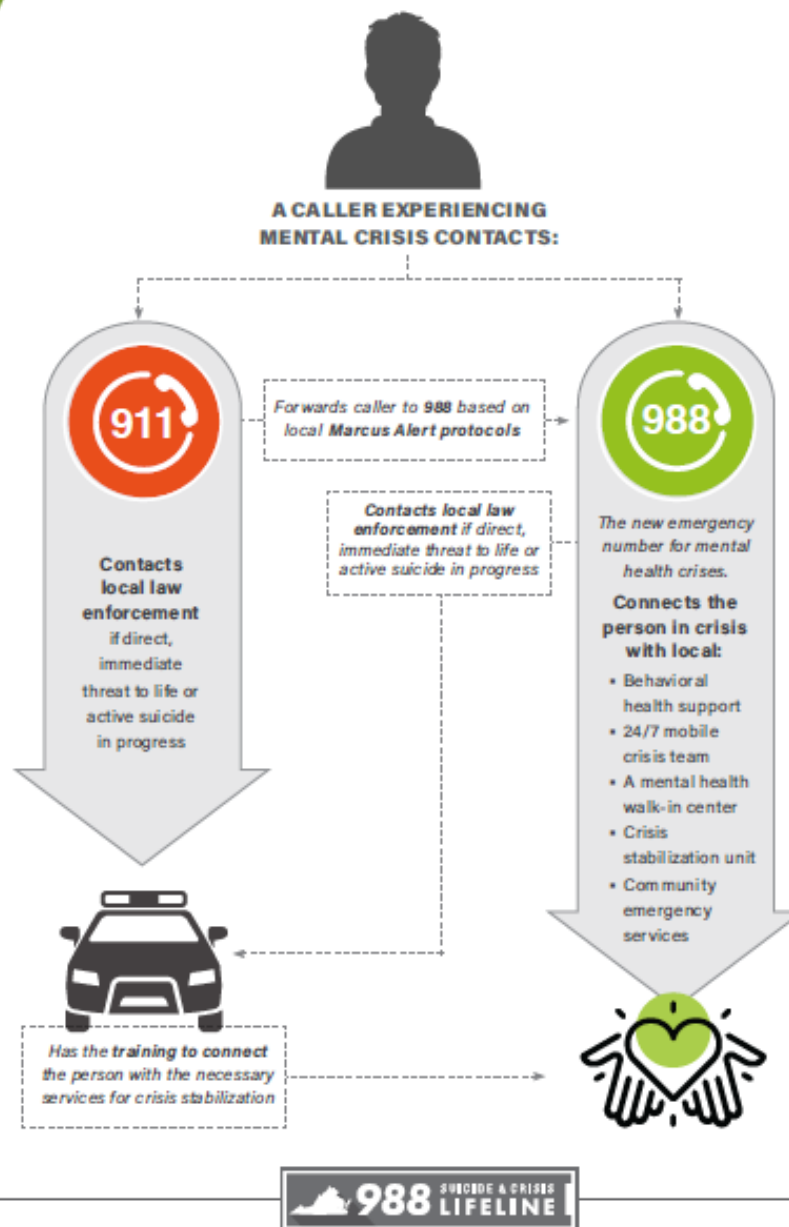 A CALLER EXPERIENCING
MENTAL CRISIS CONTACTS:
911
Forwards caller to 988 based on
local Marcus Alert protocols
988
Contacts local law
enforcement if direct,
immediate threat to life or
active suicide in progress
The new emergency
number for mental
health crises.
Contacts
local law
enforcement
if direct,
immediate
threat to life or
active suicide
in progress
Connects the
person in crisis
with local:
• Behavioral
health support
• 24/7 mobile
crisis team
• A mental health
walk-in center
• Crisis
stabilization unit
• Community
emergency
services
Has the training to connect
the person with the necessary
services for crisis stabilization
988 SUICIDE & CRISIS
LIFELINE